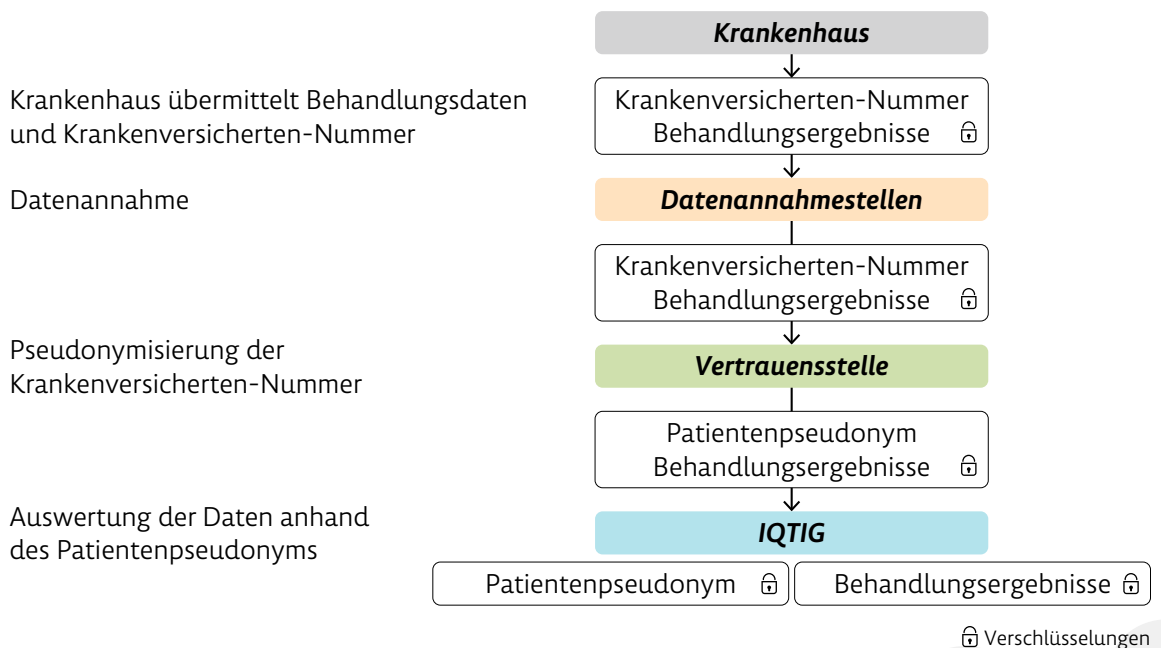 Krankenhaus
Krankenhaus übermittelt Behandlungsdaten
und Krankenversicherten-Nummer
Krankenversicherten-Nummer
Behandlungsergebnisse
Datenannahme
Datenannahmestellen
Krankenversicherten-Nummer
Behandlungsergebnisse
Pseudonymisierung der
Krankenversicherten-Nummer
Vertrauensstelle
Patientenpseudonym
Behandlungsergebnisse
Auswertung der Daten anhand
des Patientenpseudonyms
IQTIG
Patientenpseudonym
Behandlungsergebnisse
Verschlüsselungen